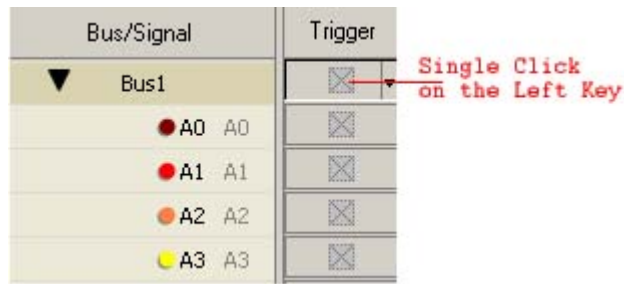 Bus/Signal Trigger
Bus1
Single Click
on the Left Key
A0 A0
A1 A1
A2 A2
A3 A3